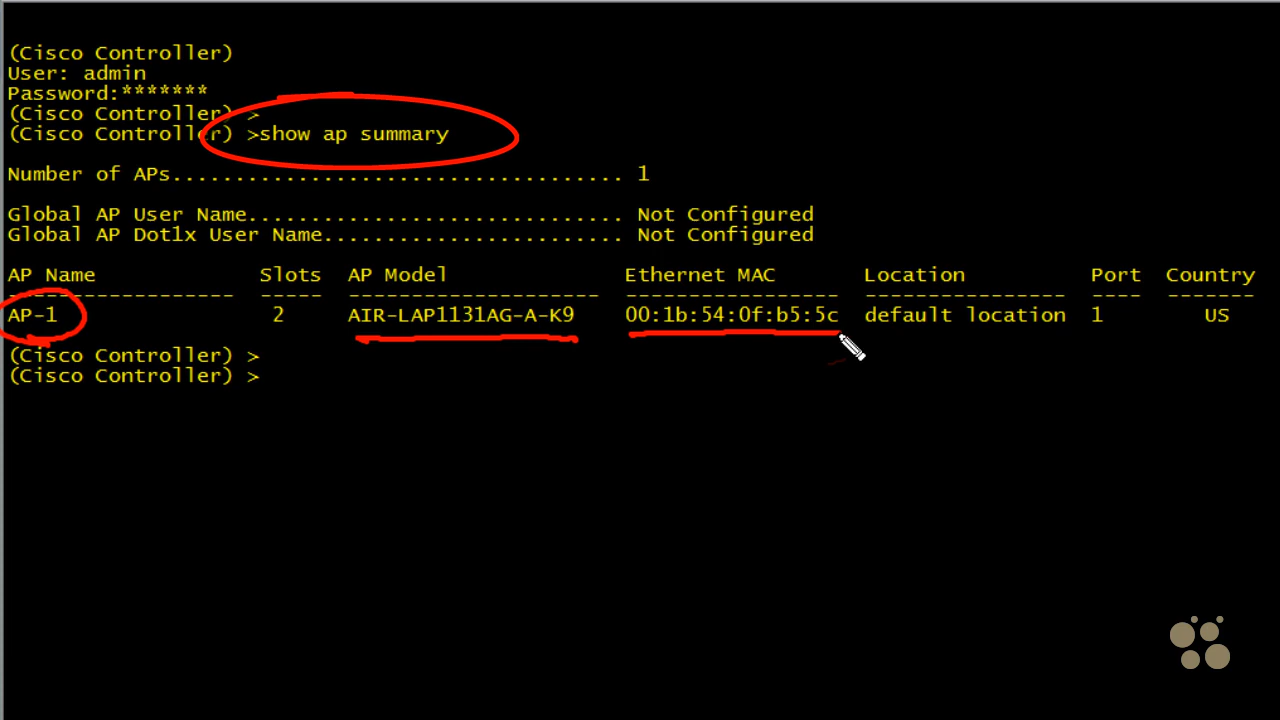 (Cisco Controller)
User: admin
Password:*******
(Cisco Controller) >
(Cisco Controller) >show ap summary
Number of APs.................................... 1
Global AP User Name.............................. Not Configured
Global AP Dot1x User Name........................ Not Configured
AP Name Slots AP Model Ethernet MAC Location Port Country
------------------ ----- -------------------- ----------------- ---------------- ---- -------
AP-1 2 AIR-LAP1131AG-A-K9 00:1b:54:0f:b5:5c default location 1 US
(Cisco Controller) >
(Cisco Controller) >